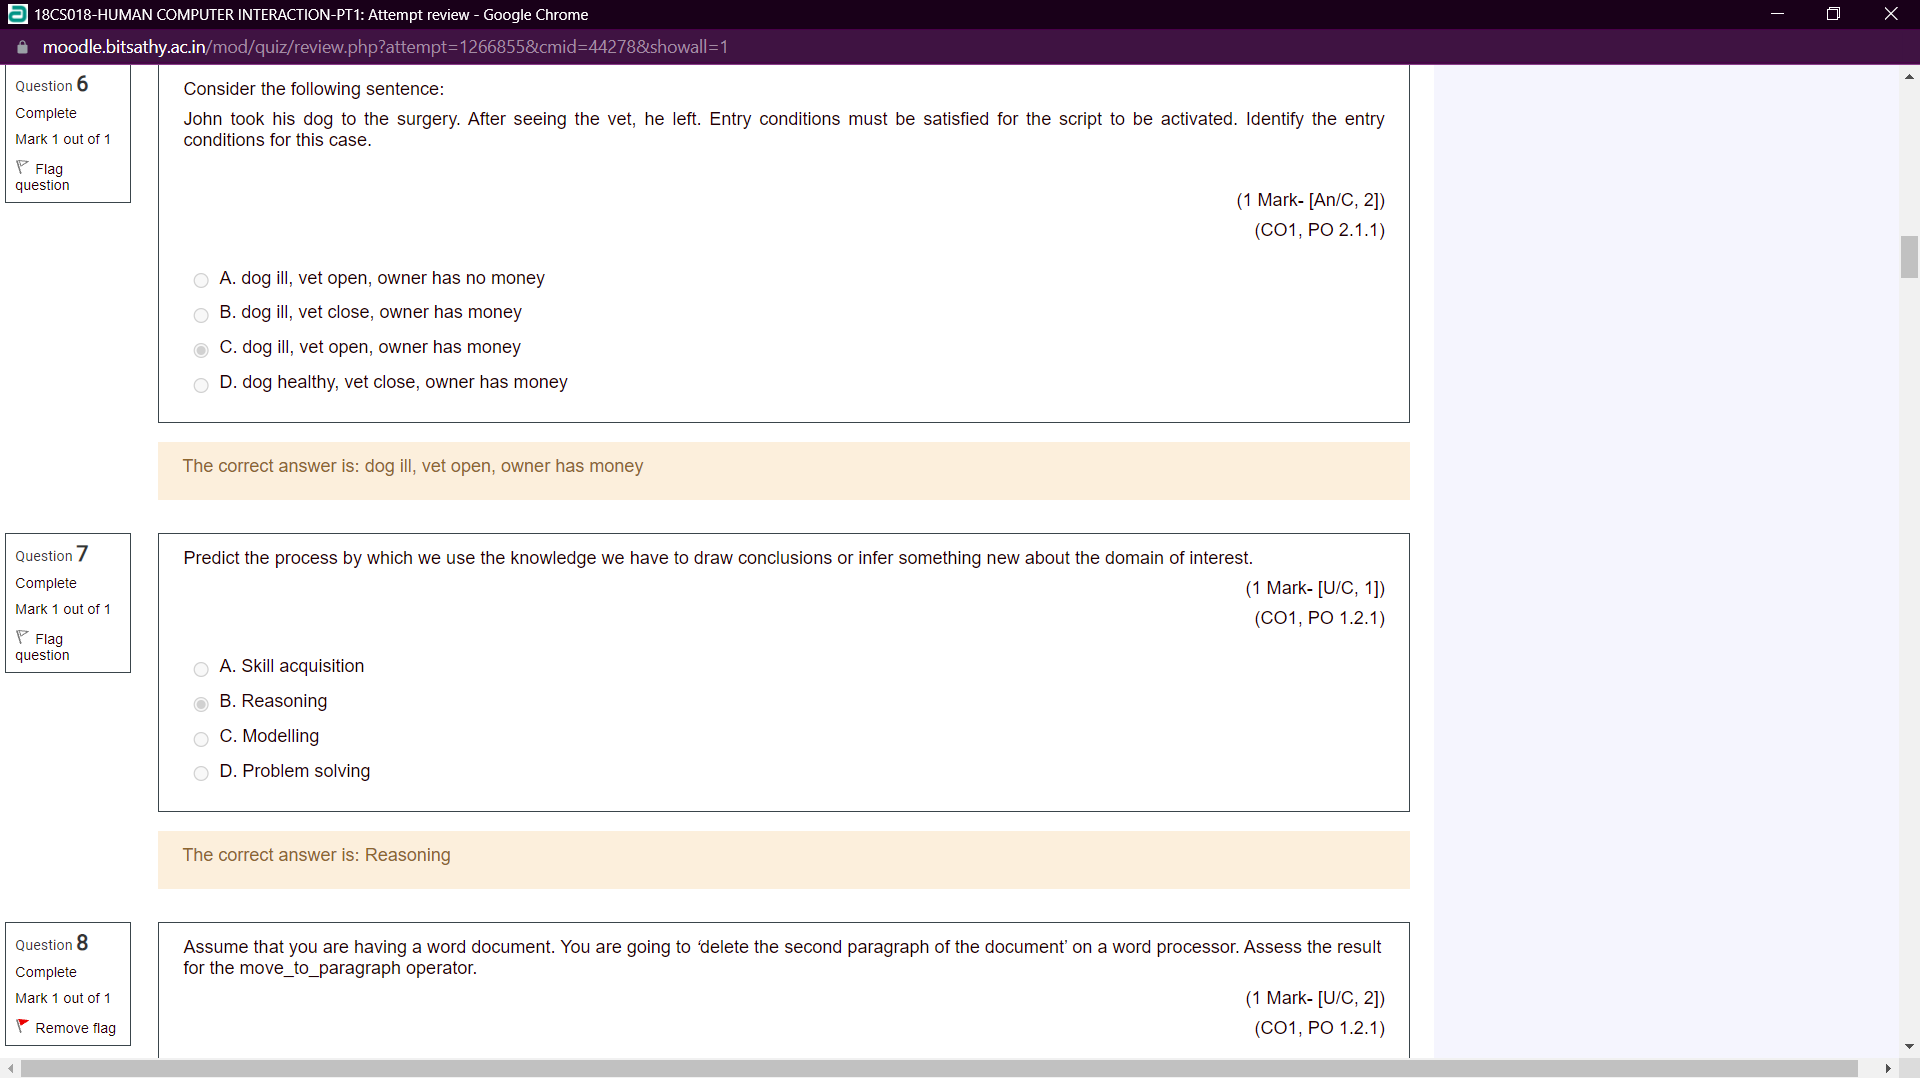 18CS018-HUMAN COMPUTER INTERACTION-PT1: Attempt review - Google Chrome
moodle.bitsathy.ac.in/mod/quiz/review.php?attempt=1266855&cmid=44278&showall=1
Question 6
Complete
Mark 1 out of 1
Flag
question
Consider the following sentence:
John took his dog to the surgery. After seeing the vet, he left. Entry conditions must be satisfied for the script to be activated. Identify the entry
conditions for this case.
(1 Mark- [An/C, 2])
(CO1, PO 2.1.1)
A. dog ill, vet open, owner has no money
B. dog ill, vet close, owner has money
C. dog ill, vet open, owner has money
D. dog healthy, vet close, owner has money
The correct answer is: dog ill, vet open, owner has money
Question 7
Complete
Mark 1 out of 1
Flag
question
Predict the process by which we use the knowledge we have to draw conclusions or infer something new about the domain of interest.
(1 Mark- [U/C, 1])
(CO1, PO 1.2.1)
A. Skill acquisition
B. Reasoning
C. Modelling
D. Problem solving
The correct answer is: Reasoning
Question 8
Complete
Mark 1 out of 1
Remove flag
Assume that you are having a word document. You are going to ‘delete the second paragraph of the document’ on a word processor. Assess the result
for the move_to_paragraph operator.
(1 Mark- [U/C, 2])
(CO1, PO 1.2.1)